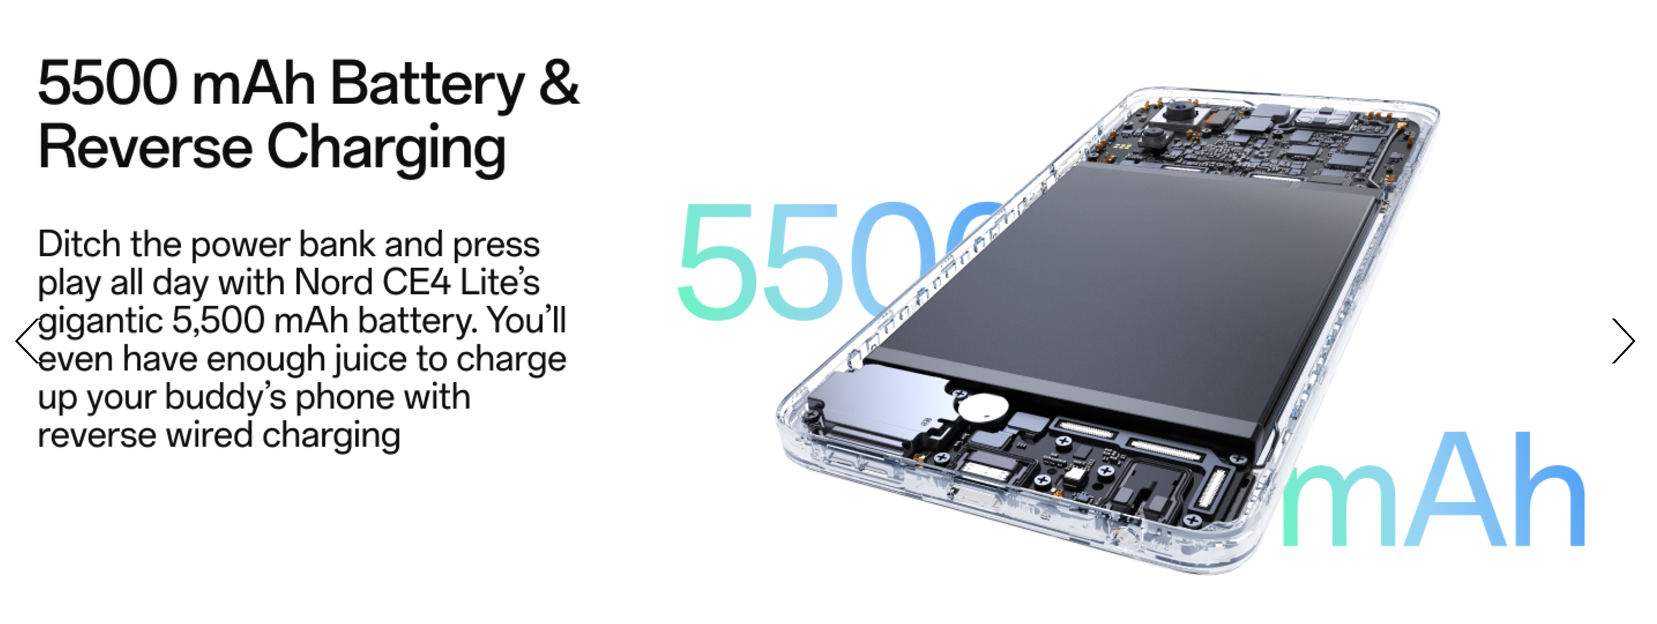 5500 mAh Battery &
Reverse Charging
Ditch the power bank and press
play all day with Nord CE4 Lite's
gigantic 5,500 mAh battery. You'll
even have enough juice to charge
up your buddy's phone with
reverse wired charging
5500
mAh